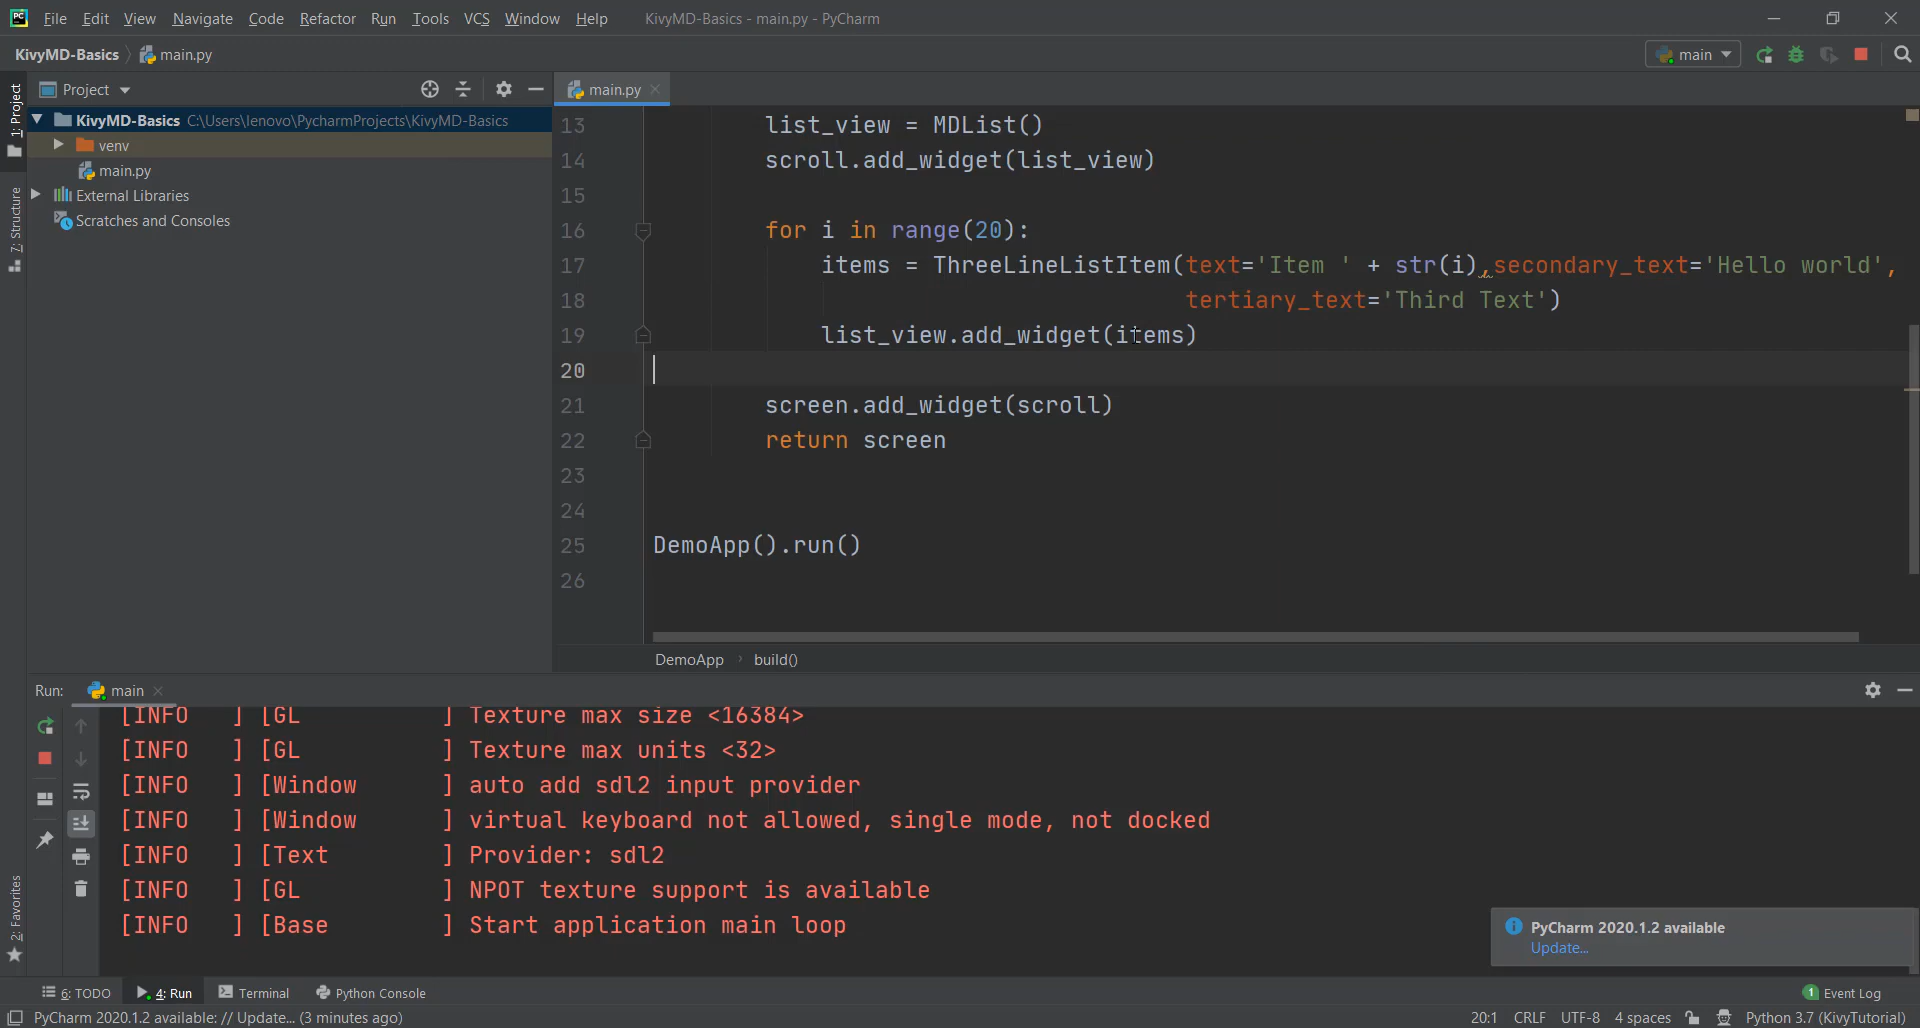 PC File Edit View Navigate Code Refactor Run Tools VCS Window Help KivyMD-Basics - main.py - PyCharm
KivyMD-Basics main.py main
1: Project
7: Structure
2: Favorites
Project
KivyMD-Basics C:\Users\lenovo\PycharmProjects\KivyMD-Basics
venv
main.py
External Libraries
Scratches and Consoles
main.py
13 list_view = MDList()
14 scroll.add_widget(list_view)
15
16 for i in range(20):
17 items = ThreeLineListItem(text='Item ' + str(i),secondary_text='Hello world',
18 tertiary_text='Third Text')
19 list_view.add_widget(items)
20
21 screen.add_widget(scroll)
22 return screen
23
24
25 DemoApp().run()
26
DemoApp build()
Run: main
[INFO   ] [GL          ] Texture max size <16384>
[INFO   ] [GL          ] Texture max units <32>
[INFO   ] [Window      ] auto add sdl2 input provider
[INFO   ] [Window      ] virtual keyboard not allowed, single mode, not docked
[INFO   ] [Text        ] Provider: sdl2
[INFO   ] [GL          ] NPOT texture support is available
[INFO   ] [Base        ] Start application main loop
PyCharm 2020.1.2 available
Update...
6: TODO 4: Run Terminal Python Console 1 Event Log
PyCharm 2020.1.2 available: // Update... (3 minutes ago) 20:1 CRLF UTF-8 4 spaces Python 3.7 (KivyTutorial)